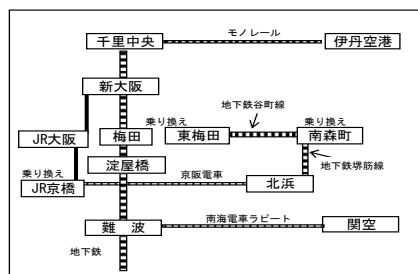 千里中央
モノレール
伊丹空港
新大阪
地下鉄谷町線
乗り換え
乗り換え
JR大阪
梅田
東梅田
南森町
淀屋橋
地下鉄堺筋線
乗り換え
京阪電車
JR京橋
北浜
南海電車ラピート
難 波
関空
地下鉄